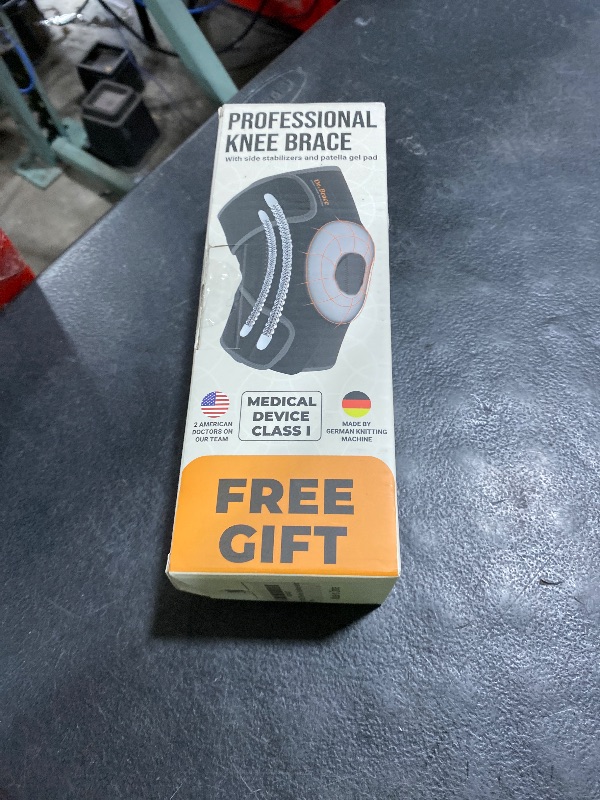 PROFESSIONAL
KNEE BRACE
With side stabilizers and patella gel pad
Dr. Brace
2 AMERICAN
DOCTORS ON
OUR TEAM
MEDICAL
DEVICE
CLASS I
MADE BY
GERMAN KNITTING
MACHINE
FREE
GIFT